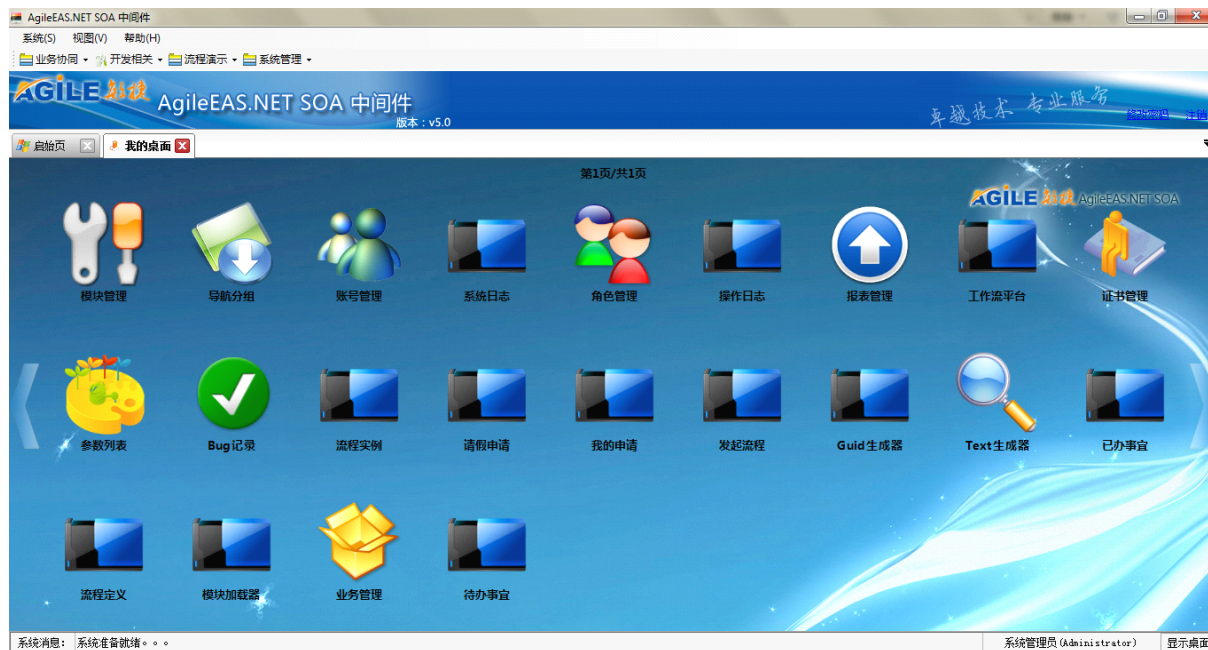 AgileEAS.NET SOA 中间件
系统(S) 视图(V) 帮助(H)
业务协同 开发相关 流程演示 系统管理
AGILE AgileEAS.NET SOA 中间件
版本：v5.0
卓越技术 专业服务
修改密码 注销
启始页 我的桌面
第1页/共1页
AGILE AgileEAS.NET SOA
模块管理 导航分组 账号管理 系统日志 角色管理 操作日志 报表管理 工作流平台 证书管理
参数列表 Bug记录 流程实例 请假申请 我的申请 发起流程 Guid生成器 Text生成器 已办事宜
流程定义 模块加载器 业务管理 待办事宜
系统消息： 系统准备就绪。。。 系统管理员(Administrator) 显示桌面